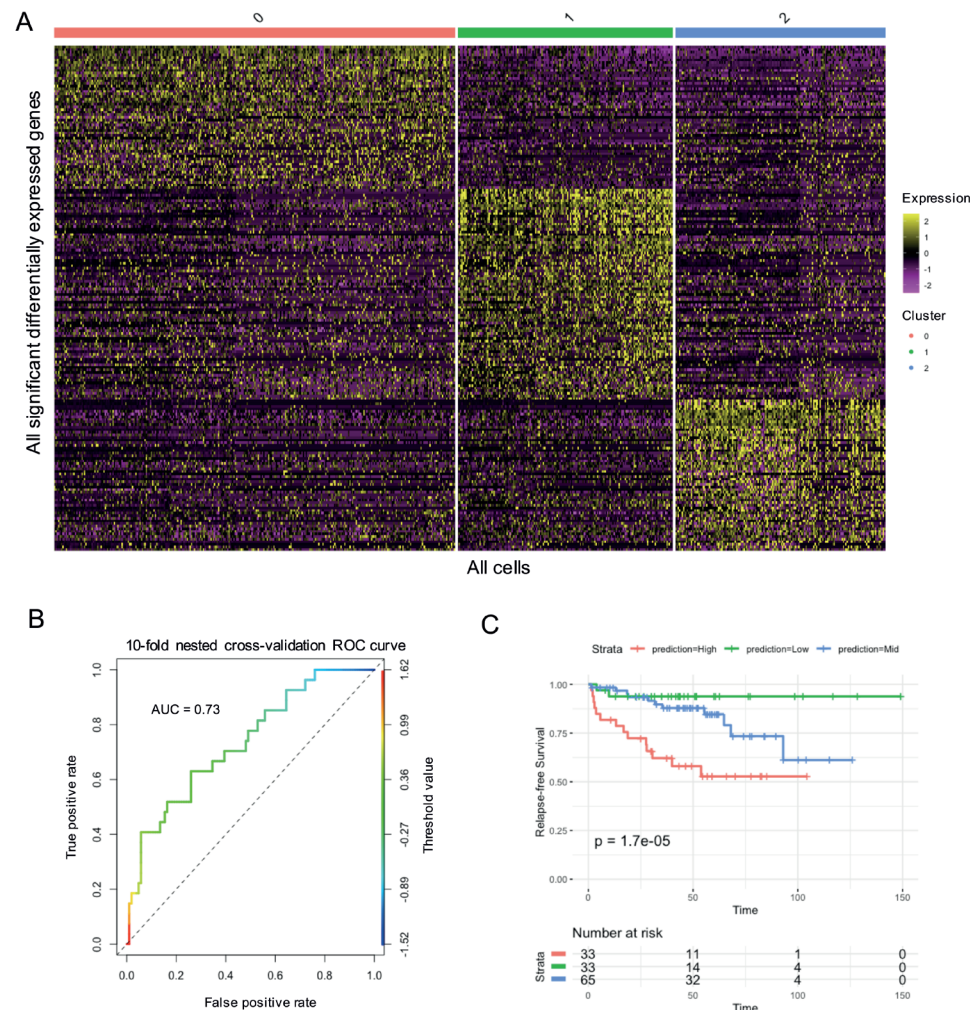 A
0 1 2
All significant differentially expressed genes
Expression
2
1
0
-1
-2
Cluster
0
1
2
All cells
B
10-fold nested cross-validation ROC curve
AUC = 0.73
True positive rate
1.0
0.8
0.6
0.4
0.2
0.0
0.0 0.2 0.4 0.6 0.8 1.0
False positive rate
1.62
0.99
0.36
-0.27
-0.89
-1.52
Threshold value
C
Strata prediction=High prediction=Low prediction=Mid
Relapse-free Survival
1.00
0.75
0.50
0.25
0.00
p = 1.7e-05
0 50 100 150
Time
Number at risk
Strata
33 11 1 0
33 14 4 0
65 32 4 0
0 50 100 150
Time